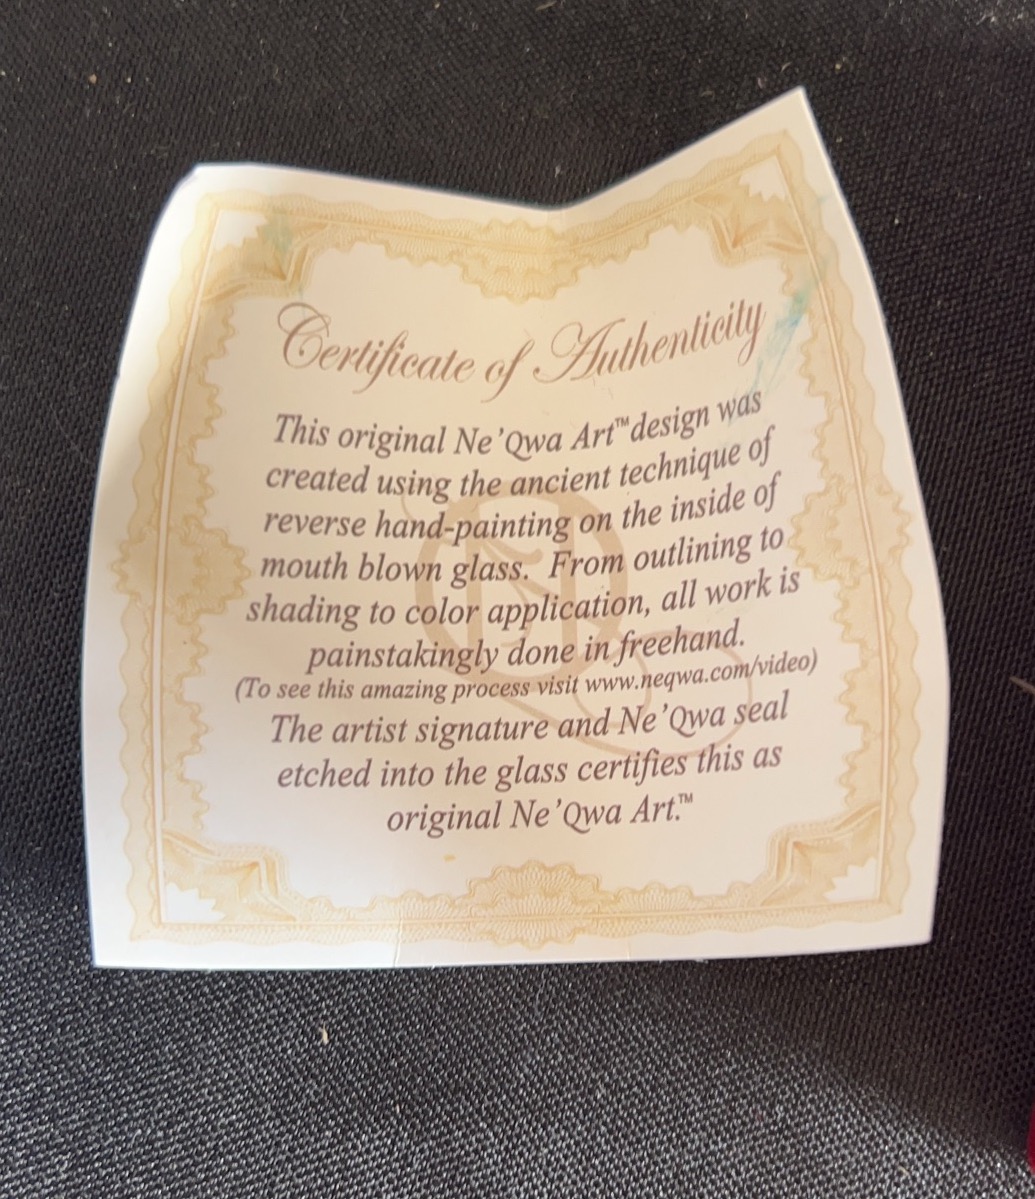 Certificate of Authenticity
This original Ne'Qwa Art™ design was
created using the ancient technique of
reverse hand-painting on the inside of
mouth blown glass. From outlining to
shading to color application, all work is
painstakingly done in freehand.
(To see this amazing process visit www.neqwa.com/video)
The artist signature and Ne'Qwa seal
etched into the glass certifies this as
original Ne'Qwa Art.™